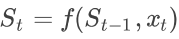 S_t = f(S_{t-1}, x_t)